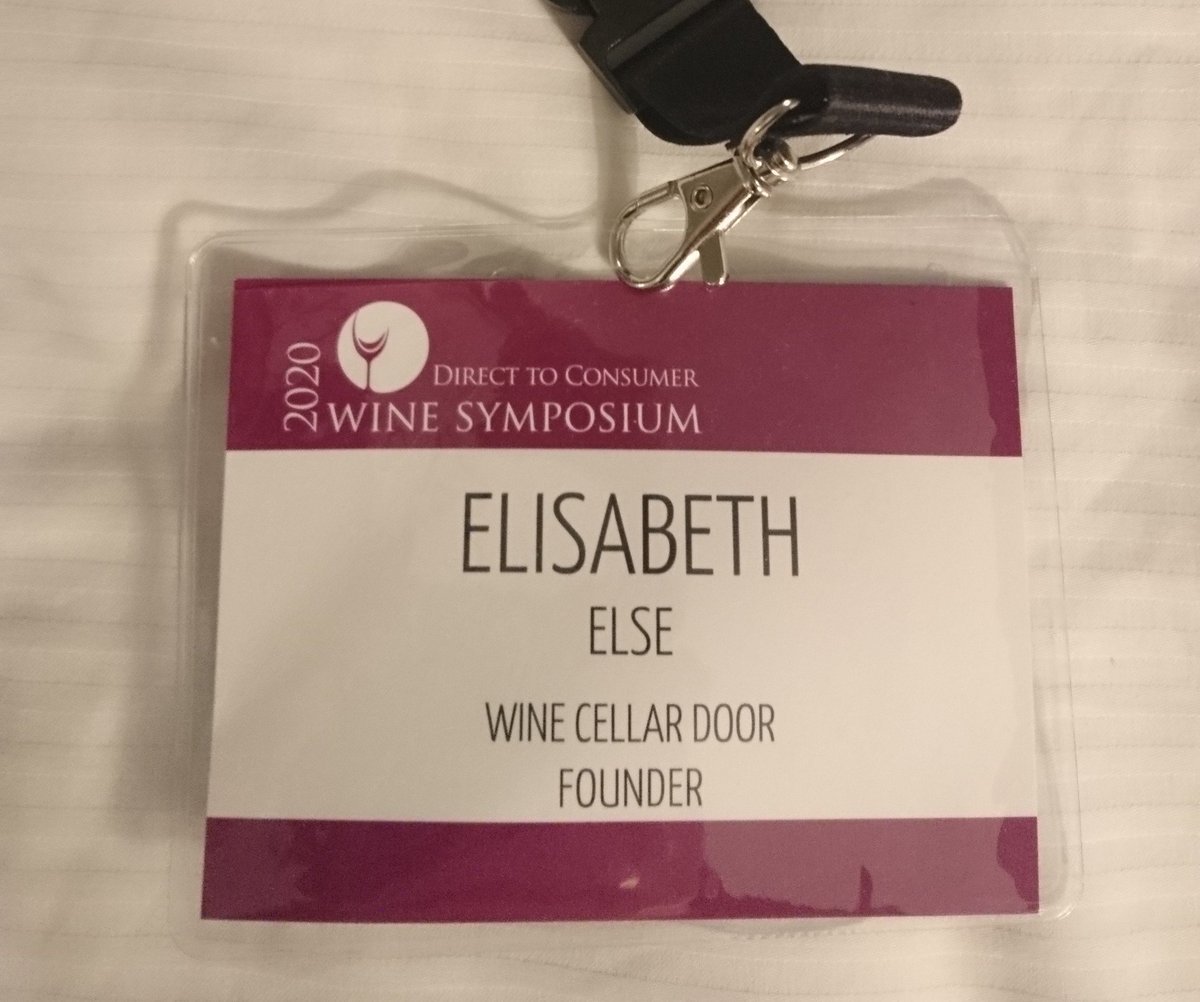 2020
DIRECT TO CONSUMER
WINE SYMPOSIUM
ELISABETH
ELSE
WINE CELLAR DOOR
FOUNDER